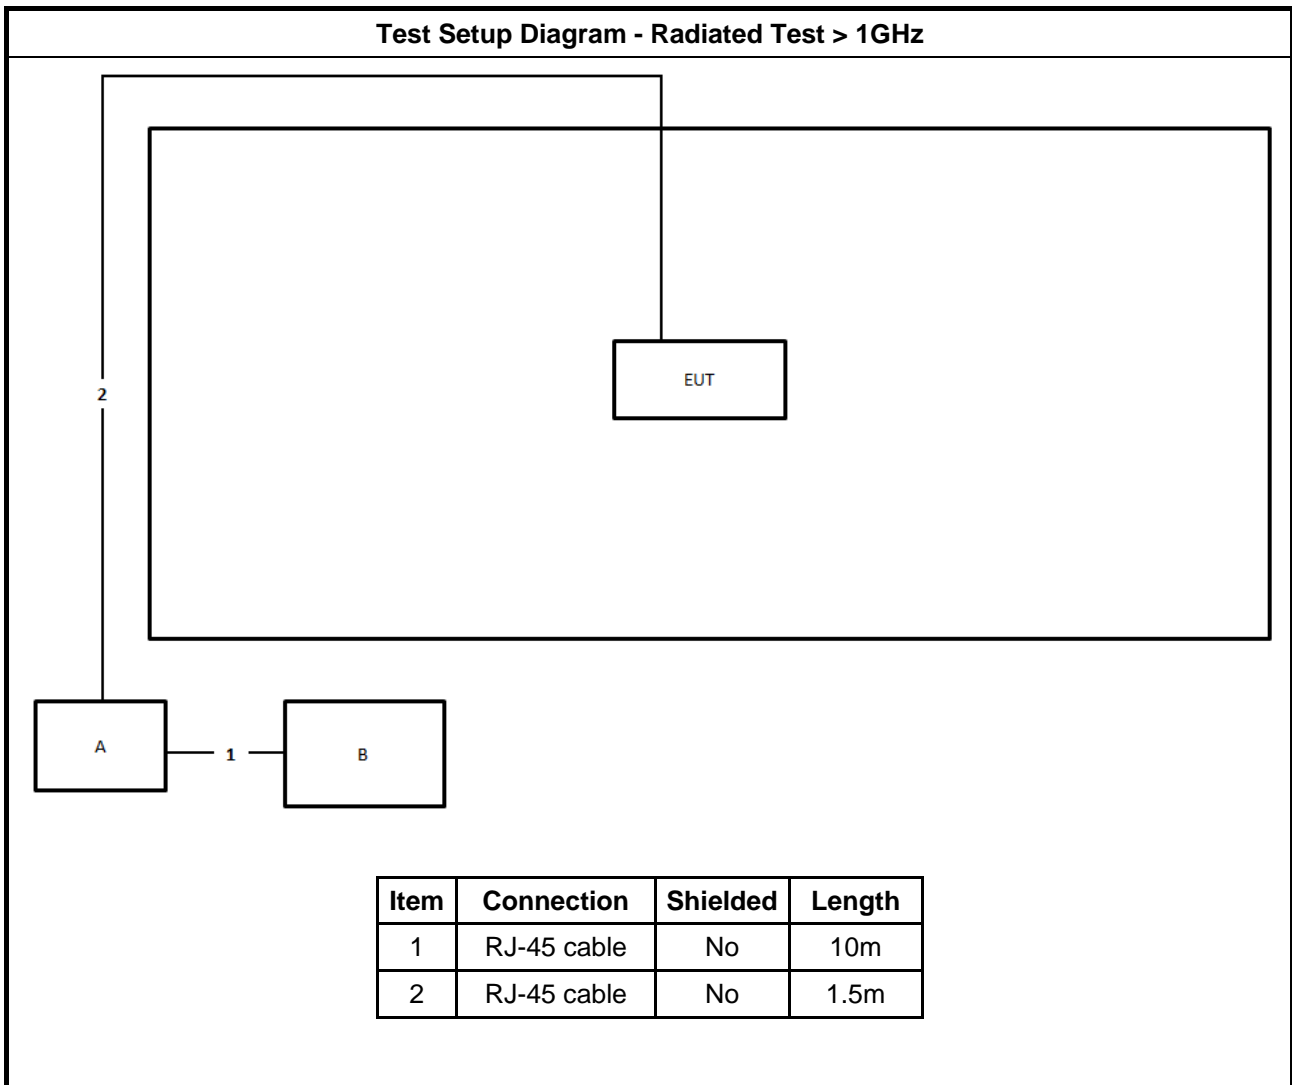 Test Setup Diagram - Radiated Test > 1GHz
EUT
2
A
1
B
Item Connection Shielded Length
1 RJ-45 cable No 10m
2 RJ-45 cable No 1.5m